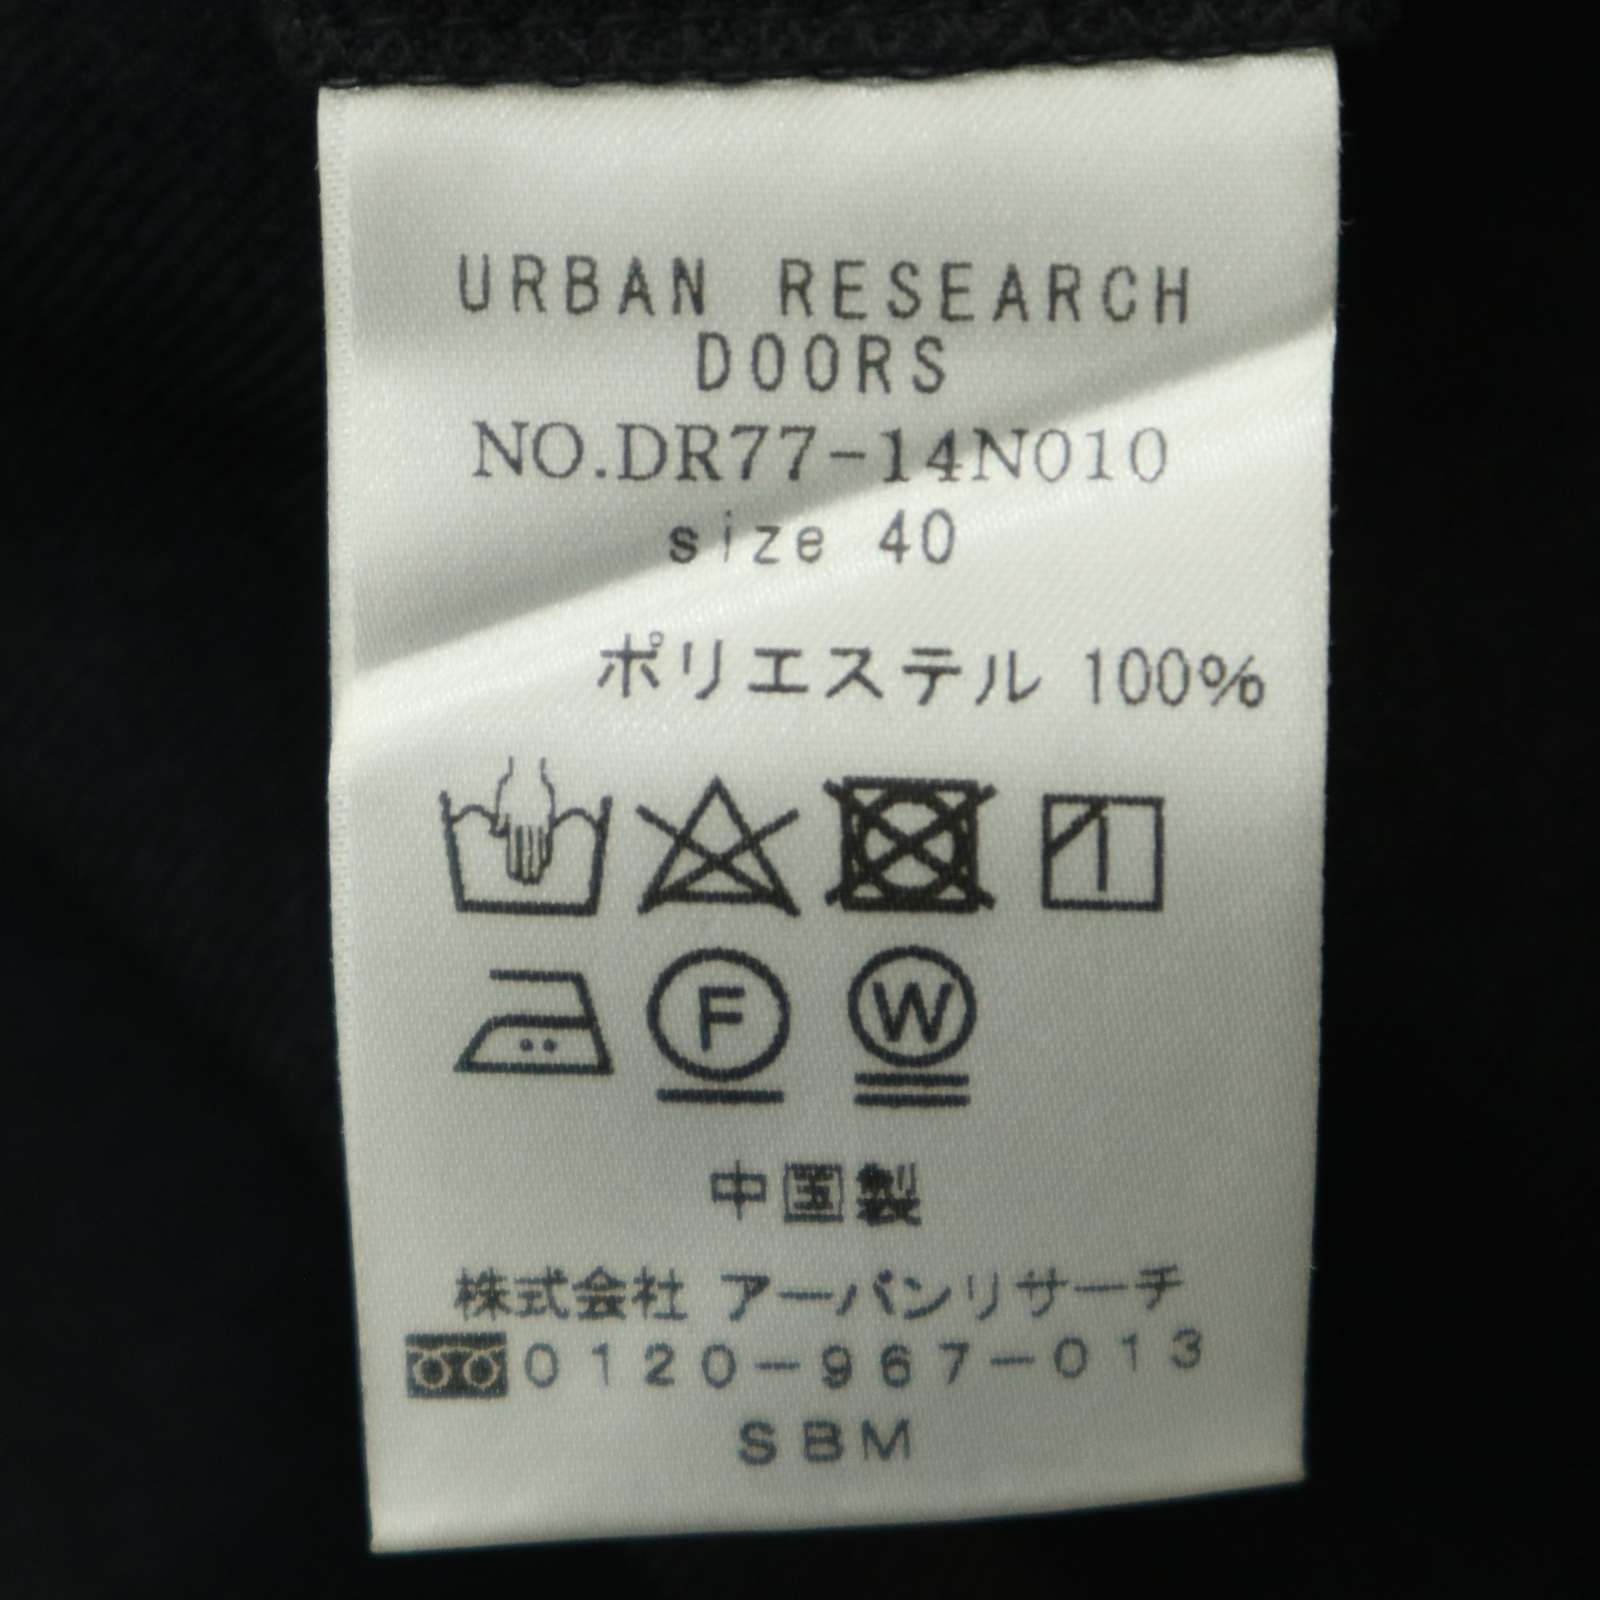 URBAN RESEARCH
DOORS
NO.DR77-14N010
size 40
ポリエステル 100%
F W
中国製
株式会社 アーバンリサーチ
0120-967-013
SBM